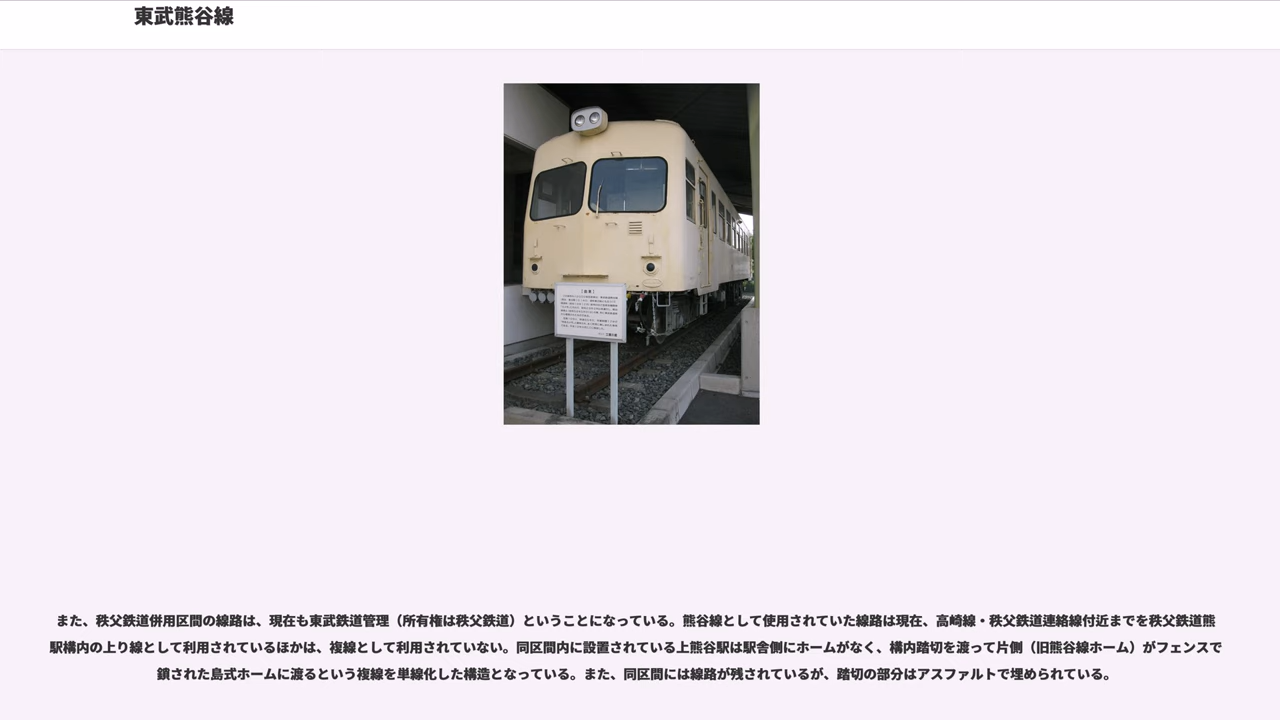 東武熊谷線
また、秩父鉄道併用区間の線路は、現在も東武鉄道管理（所有権は秩父鉄道）ということになっている。熊谷線として使用されていた線路は現在、高崎線・秩父鉄道連絡線付近までを秩父鉄道熊
駅構内の上り線として利用されているほかは、複線として利用されていない。同区間内に設置されている上熊谷駅は駅舎側にホームがなく、構内踏切を渡って片側（旧熊谷線ホーム）がフェンスで
鎖された島式ホームに渡るという複線を単線化した構造となっている。また、同区間には線路が残されているが、踏切の部分はアスファルトで埋められている。